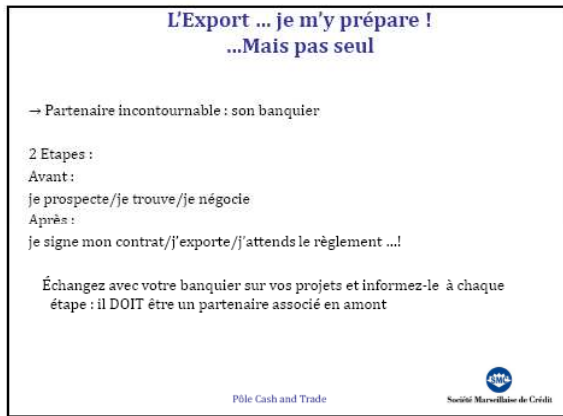 L'Export ... je m'y prépare !
...Mais pas seul
→ Partenaire incontournable : son banquier
2 Etapes :
Avant :
je prospecte/je trouve/je négocie
Après :
je signe mon contrat/j'exporte/j'attends le règlement ...!
Échangez avec votre banquier sur vos projets et informez-le à chaque
étape : il DOIT être un partenaire associé en amont
SMC
Pôle Cash and Trade
Société Marseillaise de Crédit